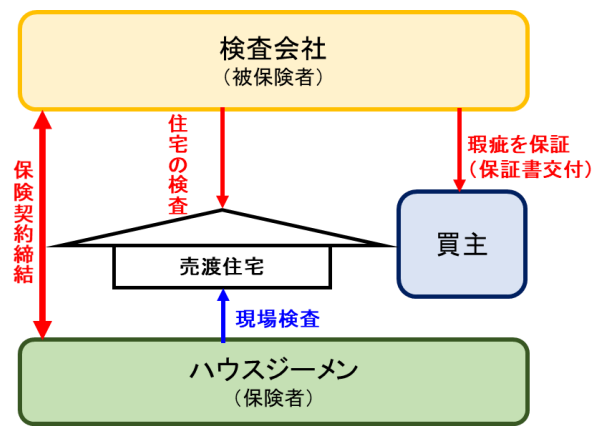 検査会社
（被保険者）
住宅の検査
瑕疵を保証
（保証書交付）
保険契約締結
買主
売渡住宅
現場検査
ハウスジーメン
（保険者）